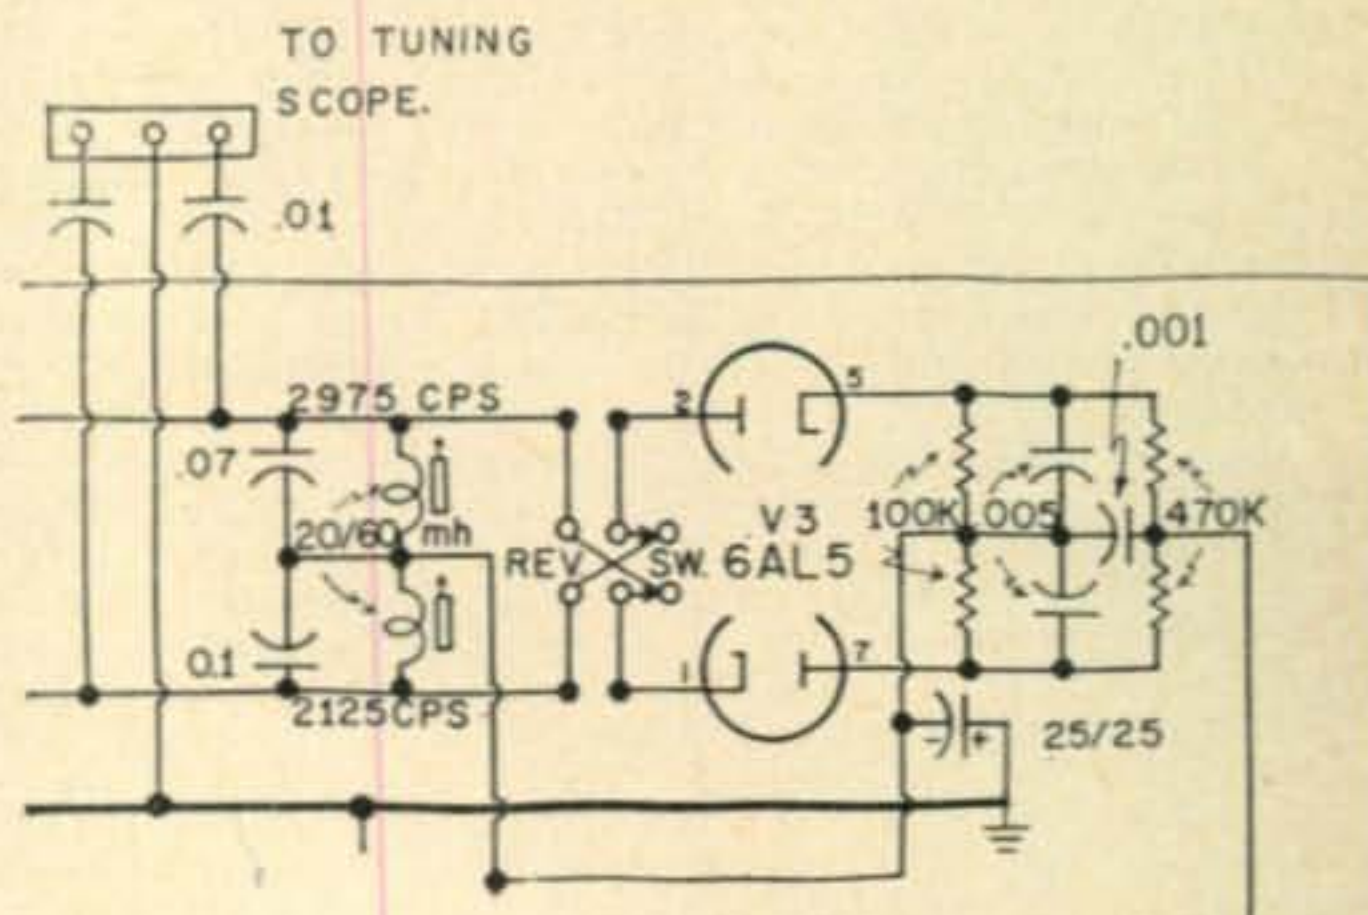 TO TUNING
SCOPE.
.01
.001
2975 CPS
2 5
.07
100K .005 470K
V3
20/60 mh
REV. SW. 6AL5
0.1
1 7
2125CPS
- + 25/25